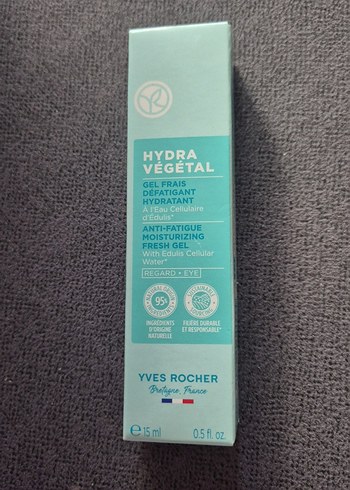 HYDRA
VÉGÉTAL
GEL FRAIS
DÉFATIGANT
HYDRATANT
À l'Eau Cellulaire
d'Edulis*
ANTI-FATIGUE
MOISTURIZING
FRESH GEL
With Edulis Cellular
Water*
REGARD • EYE
95%
INGRÉDIENTS
D'ORIGINE
NATURELLE
FILIÈRE DURABLE
ET RESPONSABLE*
YVES ROCHER
Bretagne, France
e 15 ml 0.5 fl. oz.